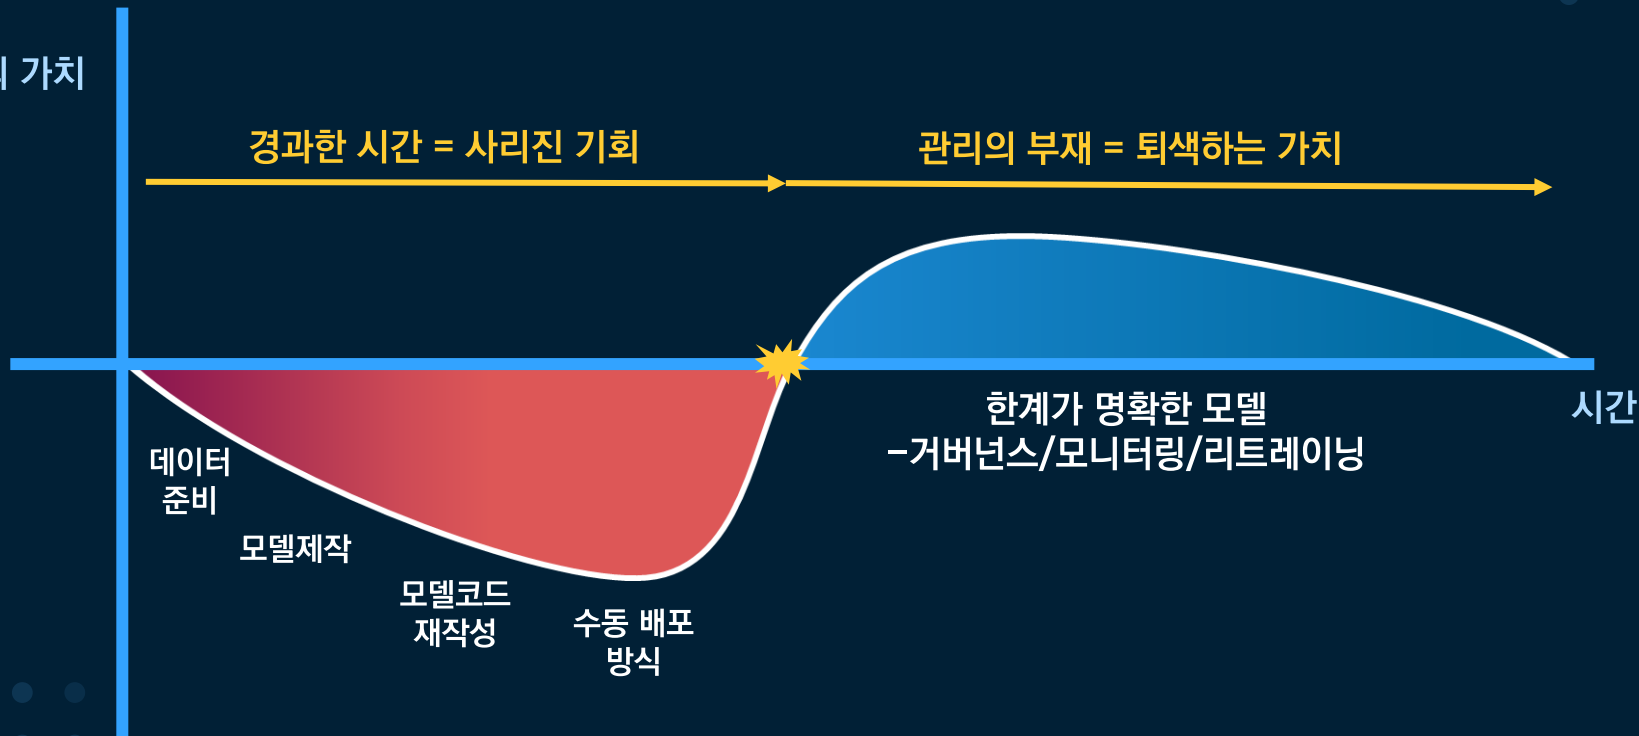 가치
경과한 시간 = 사리진 기회
관리의 부재 = 퇴색하는 가치
한계가 명확한 모델
-거버넌스/모니터링/리트레이닝
시간
데이터
준비
모델제작
모델코드
재작성
수동 배포
방식